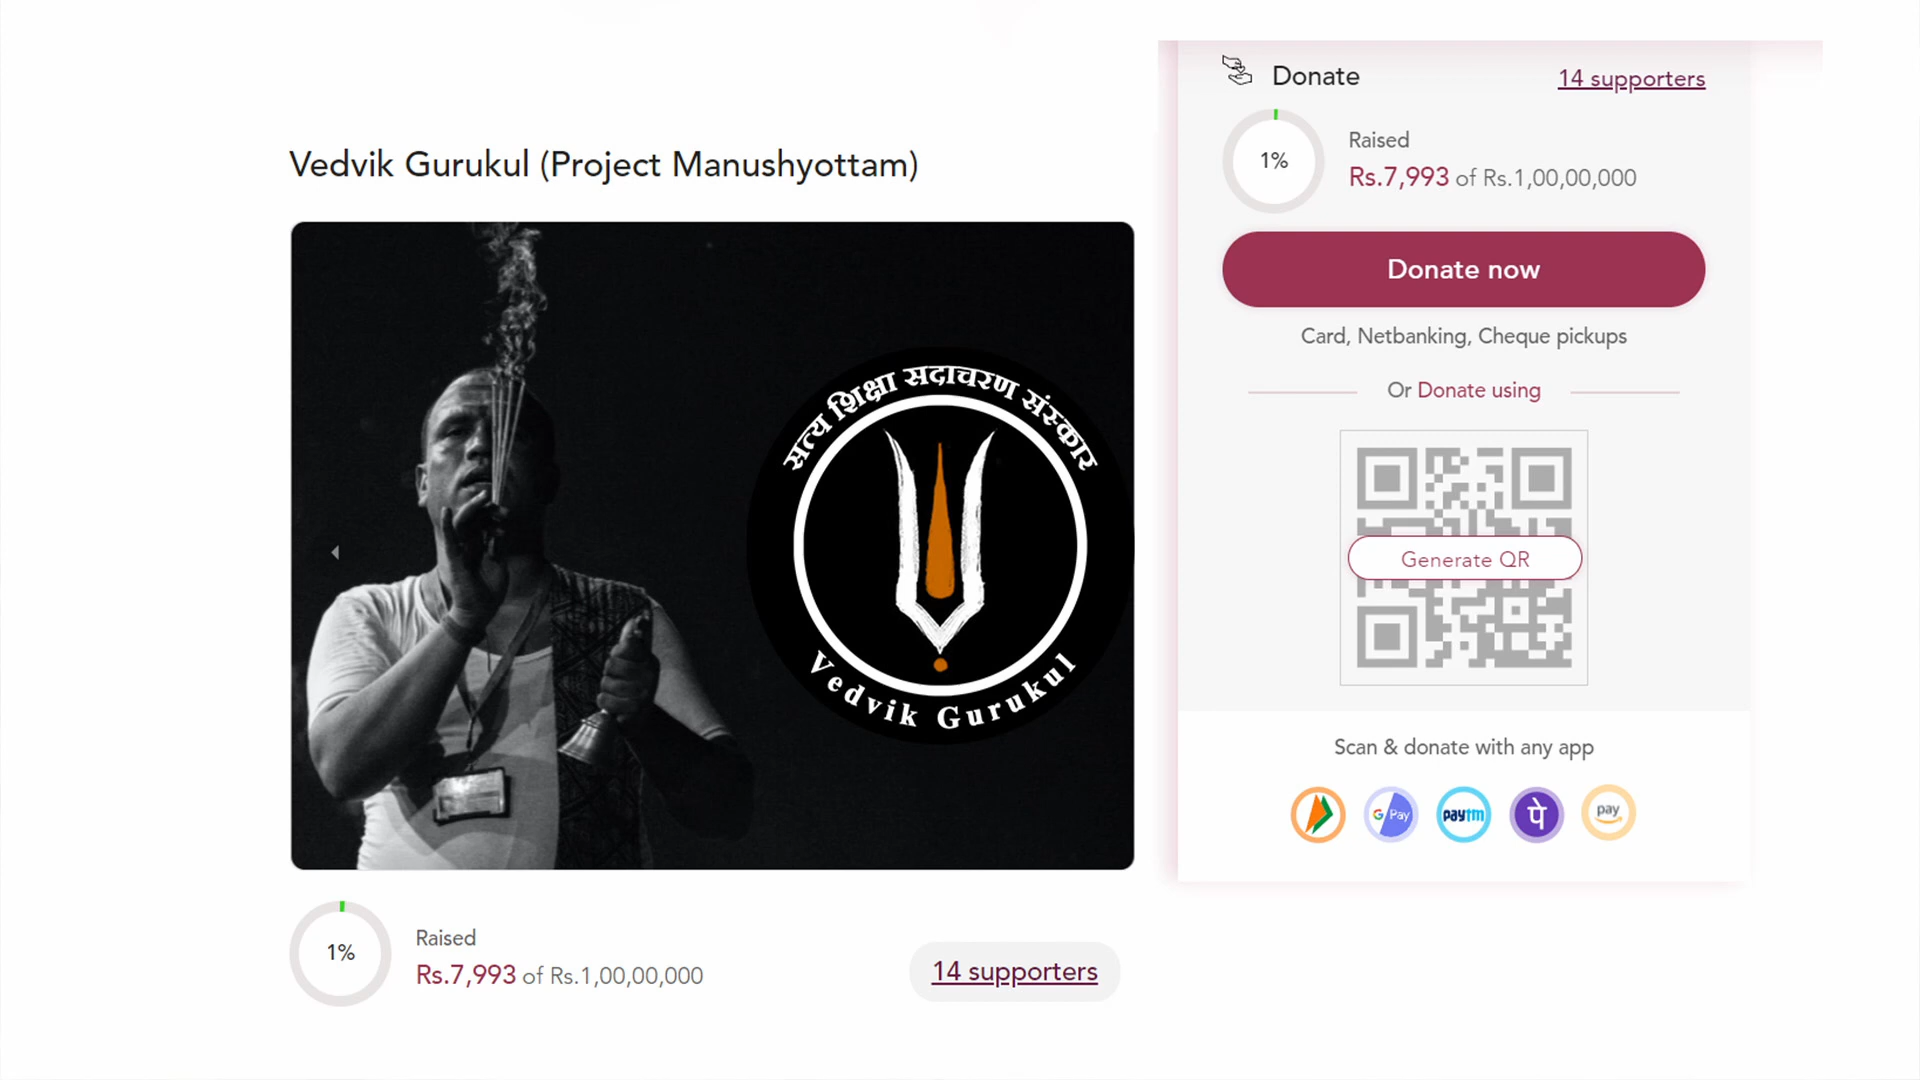 Vedvik Gurukul (Project Manushyottam)
सत्य शिक्षा सदाचरण संस्कार
Vedvik Gurukul
1%
Raised
Rs.7,993 of Rs.1,00,00,000
14 supporters
Donate
14 supporters
1%
Raised
Rs.7,993 of Rs.1,00,00,000
Donate now
Card, Netbanking, Cheque pickups
Or Donate using
Generate QR
Scan & donate with any app
G Pay
paytm
पे
pay